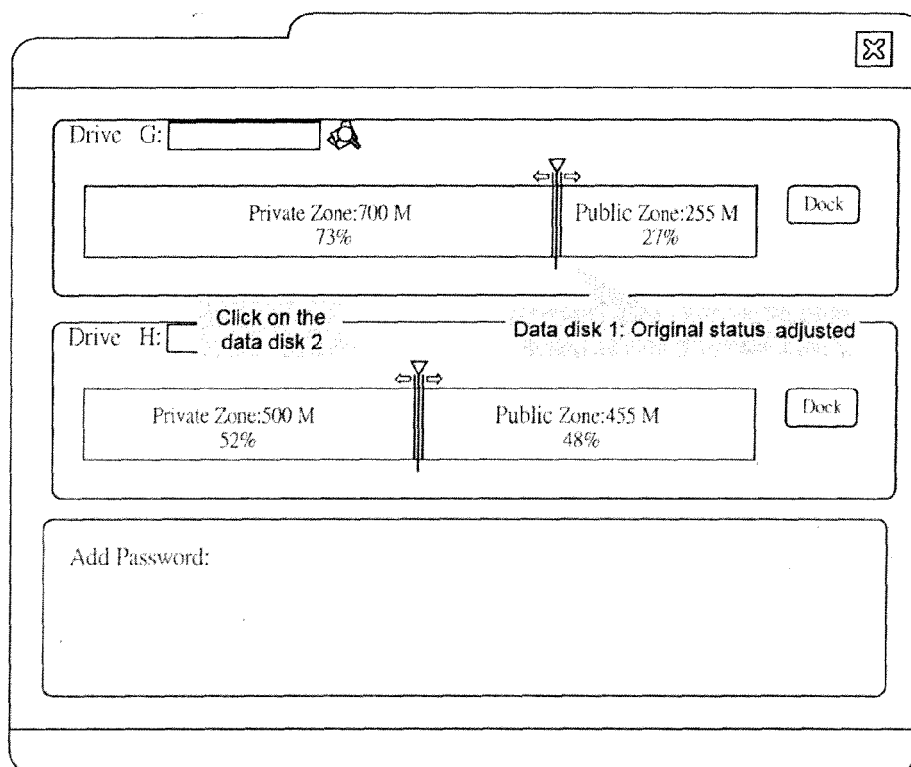 Drive G:
Private Zone:700 M
73%
Public Zone:255 M
27%
Dock
Drive H:
Click on the
data disk 2
Data disk 1: Original status adjusted
Private Zone:500 M
52%
Public Zone:455 M
48%
Dock
Add Password: